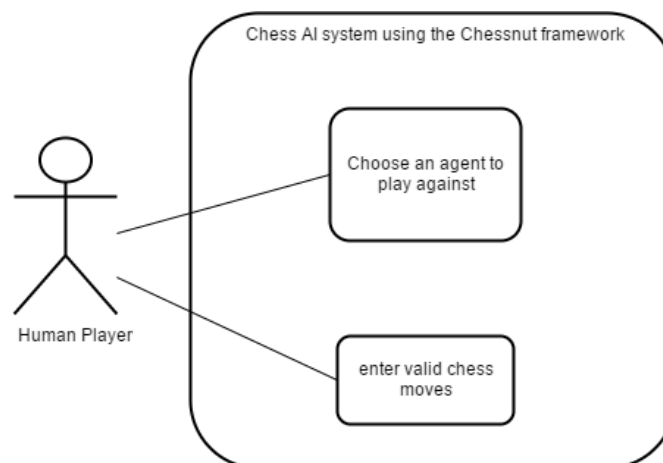 Chess AI system using the Chessnut framework
Choose an agent to
play against
Human Player
enter valid chess
moves